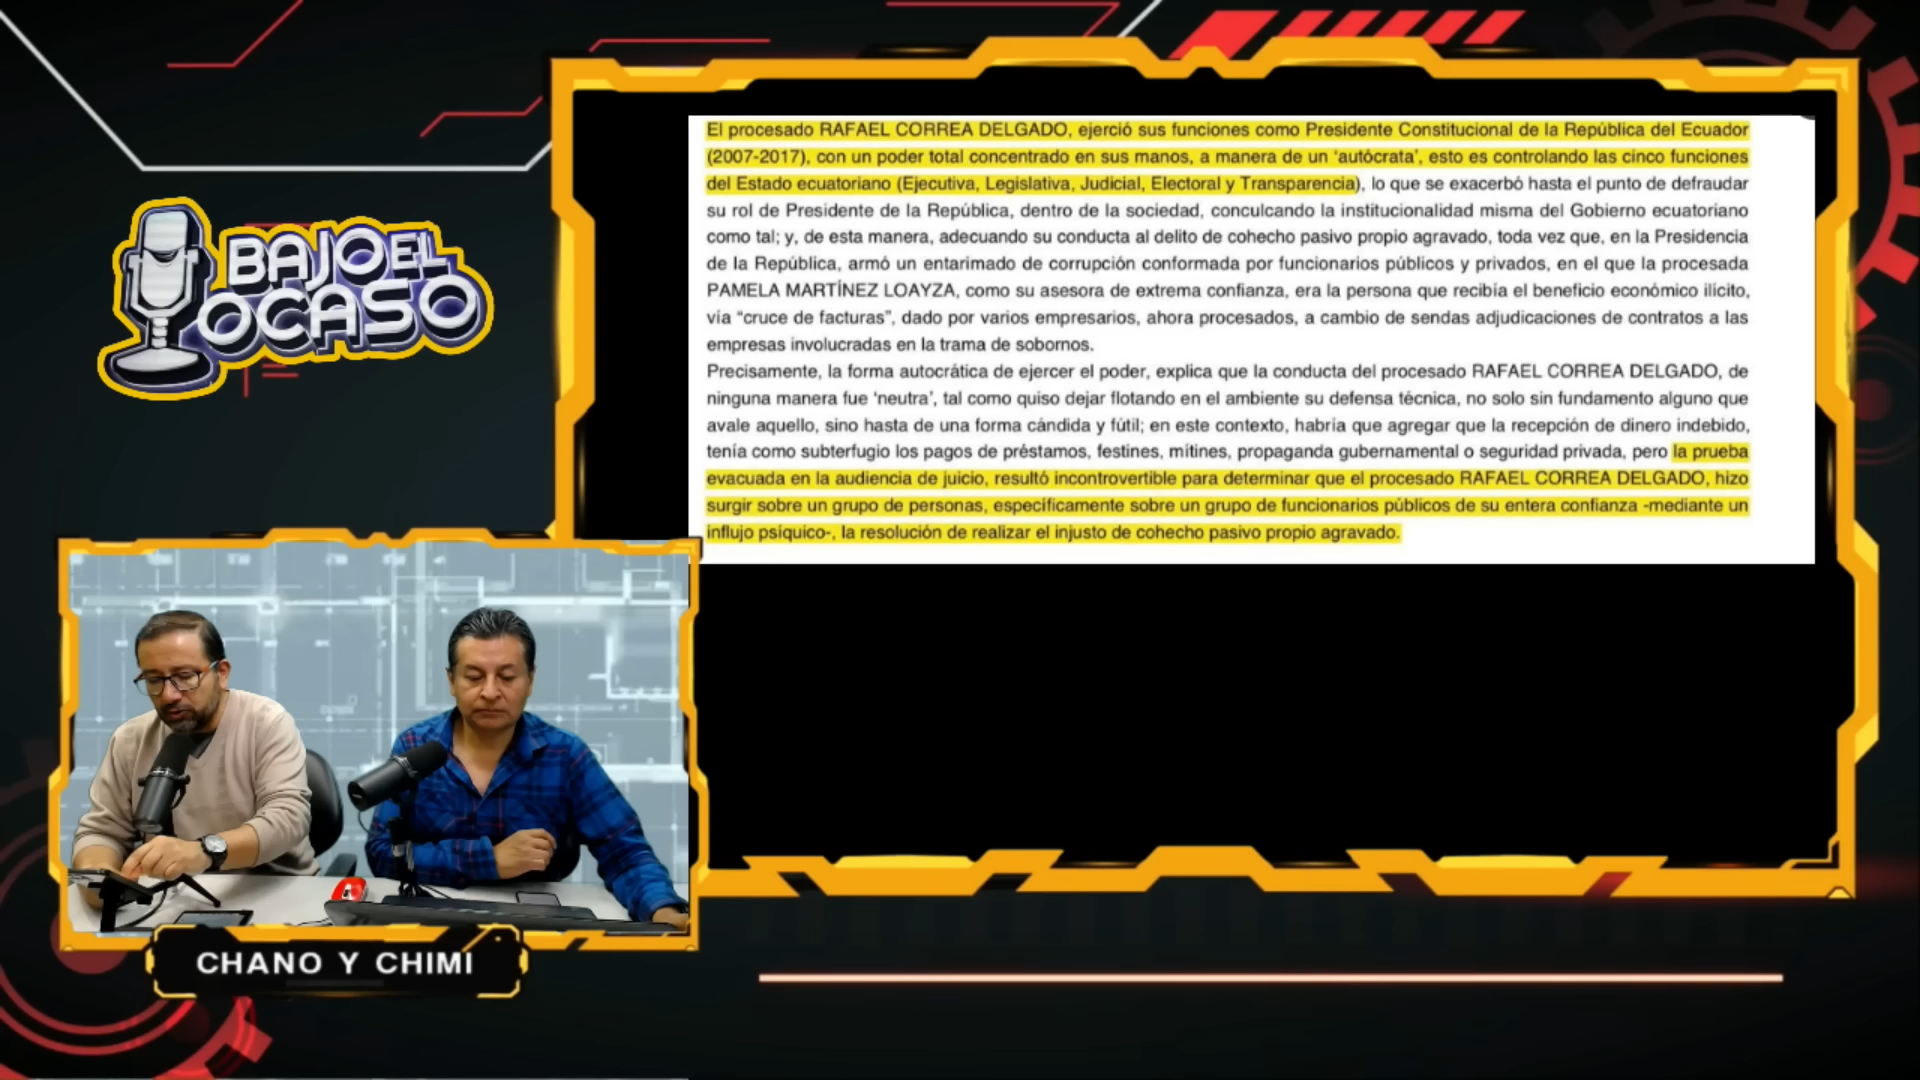 BAJO EL
OCASO
El procesado RAFAEL CORREA DELGADO, ejerció sus funciones como Presidente Constitucional de la República del Ecuador
(2007-2017), con un poder total concentrado en sus manos, a manera de un ‘autócrata’, esto es controlando las cinco funciones
del Estado ecuatoriano (Ejecutiva, Legislativa, Judicial, Electoral y Transparencia), lo que se exacerbó hasta el punto de defraudar
su rol de Presidente de la República, dentro de la sociedad, conculcando la institucionalidad misma del Gobierno ecuatoriano
como tal; y, de esta manera, adecuando su conducta al delito de cohecho pasivo propio agravado, toda vez que, en la Presidencia
de la República, armó un entarimado de corrupción conformada por funcionarios públicos y privados, en el que la procesada
PAMELA MARTÍNEZ LOAYZA, como su asesora de extrema confianza, era la persona que recibía el beneficio económico ilícito,
vía “cruce de facturas”, dado por varios empresarios, ahora procesados, a cambio de sendas adjudicaciones de contratos a las
empresas involucradas en la trama de sobornos.
Precisamente, la forma autocrática de ejercer el poder, explica que la conducta del procesado RAFAEL CORREA DELGADO, de
ninguna manera fue ‘neutra’, tal como quiso dejar flotando en el ambiente su defensa técnica, no solo sin fundamento alguno que
avale aquello, sino hasta de una forma cándida y fútil; en este contexto, habría que agregar que la recepción de dinero indebido,
tenía como subterfugio los pagos de préstamos, festines, mítines, propaganda gubernamental o seguridad privada, pero la prueba
evacuada en la audiencia de juicio, resultó incontrovertible para determinar que el procesado RAFAEL CORREA DELGADO, hizo
surgir sobre un grupo de personas, específicamente sobre un grupo de funcionarios públicos de su entera confianza -mediante un
influjo psíquico-, la resolución de realizar el injusto de cohecho pasivo propio agravado.
CHANO Y CHIMI